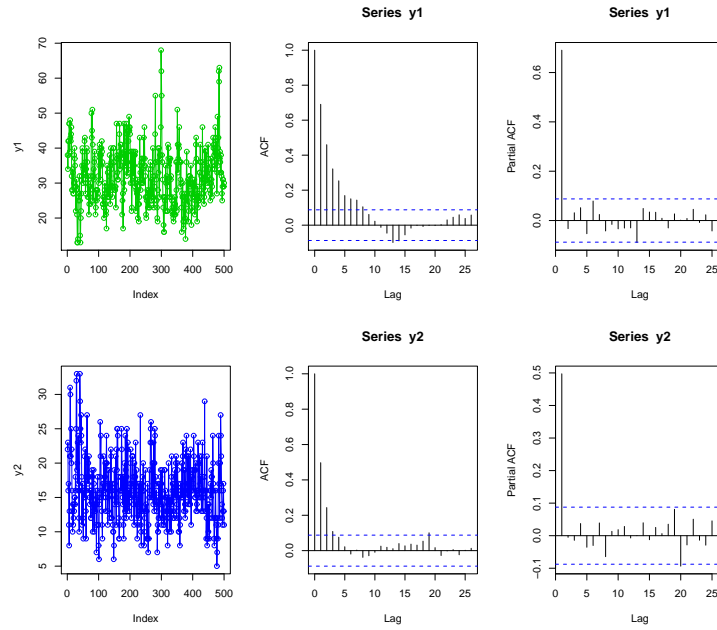 Series y1
Series y1
y1
20 30 40 50 60 70
0 100 200 300 400 500
Index
ACF
0.0 0.2 0.4 0.6 0.8 1.0
0 5 10 15 20 25
Lag
Partial ACF
0.0 0.2 0.4 0.6
0 5 10 15 20 25
Lag
Series y2
Series y2
y2
5 10 15 20 25 30
0 100 200 300 400 500
Index
ACF
0.0 0.2 0.4 0.6 0.8 1.0
0 5 10 15 20 25
Lag
Partial ACF
-0.1 0.0 0.1 0.2 0.3 0.4 0.5
0 5 10 15 20 25
Lag